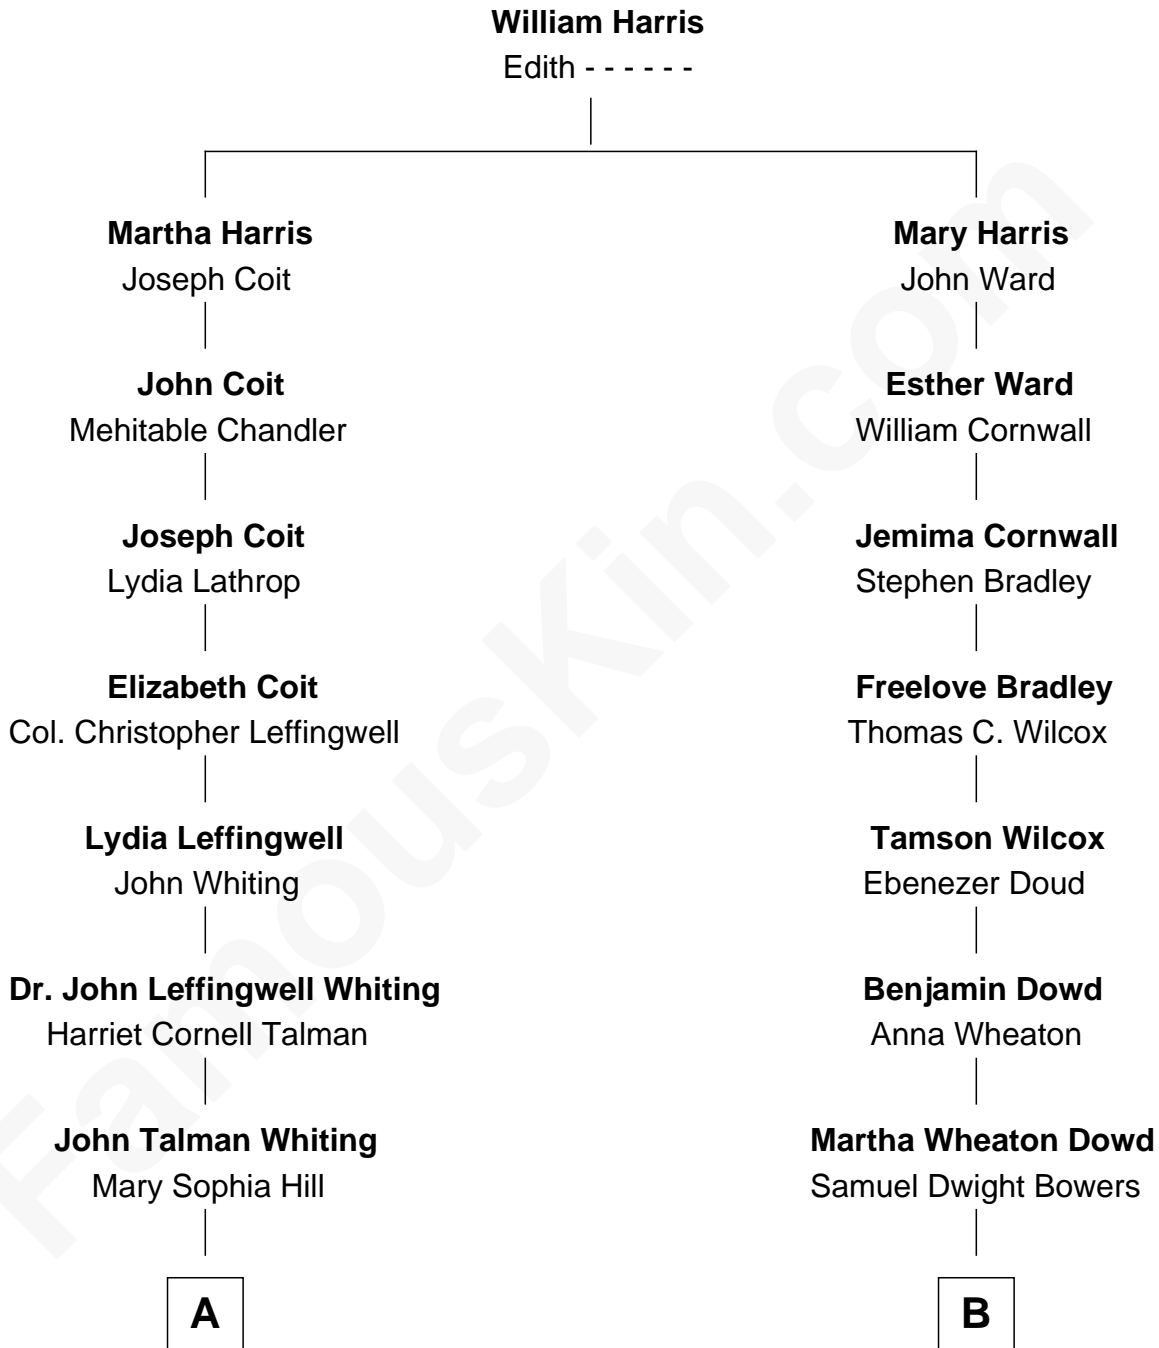 William Harris
Edith - - - - - -
Martha Harris
Joseph Coit
Mary Harris
John Ward
John Coit
Mehitable Chandler
Esther Ward
William Cornwall
Joseph Coit
Lydia Lathrop
Jemima Cornwall
Stephen Bradley
Elizabeth Coit
Col. Christopher Leffingwell
Freelove Bradley
Thomas C. Wilcox
Lydia Leffingwell
John Whiting
Tamson Wilcox
Ebenezer Doud
Dr. John Leffingwell Whiting
Harriet Cornell Talman
Benjamin Dowd
Anna Wheaton
John Talman Whiting
Mary Sophia Hill
Martha Wheaton Dowd
Samuel Dwight Bowers
A
B
FamousKin.com